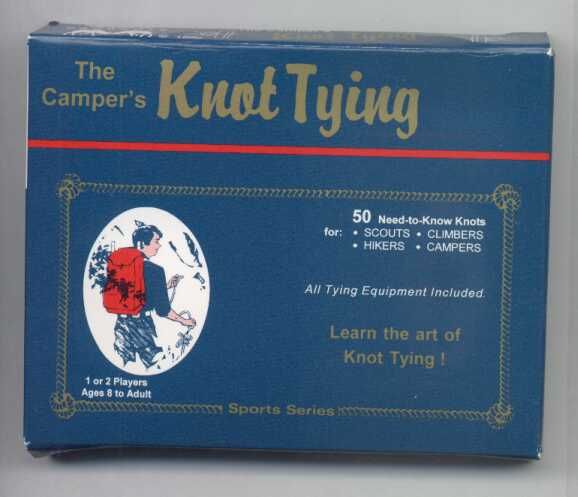 The
Camper's
Knot Tying
50 Need-to-Know Knots
for: • SCOUTS • CLIMBERS
• HIKERS • CAMPERS
All Tying Equipment Included.
Learn the art of
Knot Tying !
1 or 2 Players
Ages 8 to Adult
Sports Series